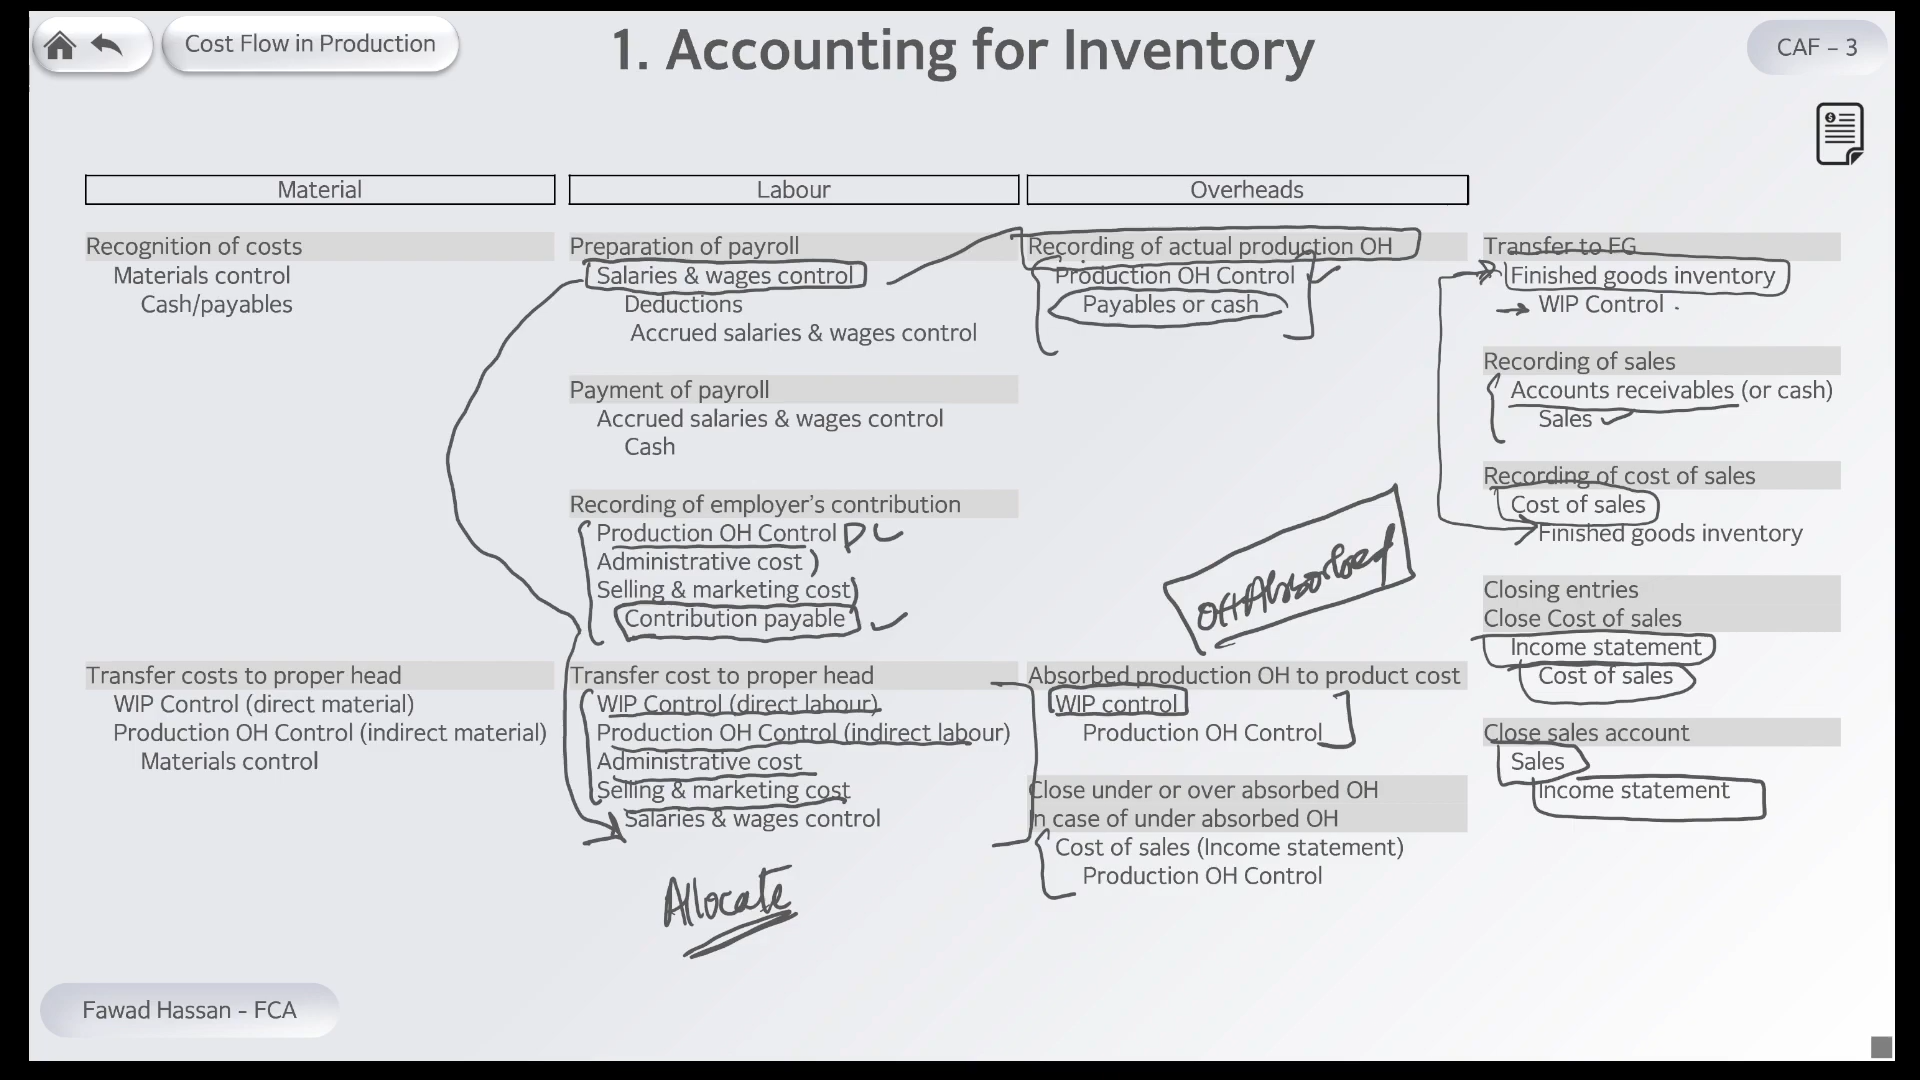 Cost Flow in Production
1. Accounting for Inventory
CAF – 3
Material
Recognition of costs
Materials control
Cash/payables
Transfer costs to proper head
WIP Control (direct material)
Production OH Control (indirect material)
Materials control
Labour
Preparation of payroll
Salaries & wages control
Deductions
Accrued salaries & wages control
Payment of payroll
Accrued salaries & wages control
Cash
Recording of employer's contribution
Production OH Control
Administrative cost
Selling & marketing cost
Contribution payable
Transfer cost to proper head
WIP Control (direct labour)
Production OH Control (indirect labour)
Administrative cost
Selling & marketing cost
Salaries & wages control
Allocate
Overheads
Recording of actual production OH
Production OH Control
Payables or cash
OH Absorbed
Absorbed production OH to product cost
WIP control
Production OH Control
Close under or over absorbed OH
In case of under absorbed OH
Cost of sales (Income statement)
Production OH Control
Transfer to FG
Finished goods inventory
WIP Control
Recording of sales
Accounts receivables (or cash)
Sales
Recording of cost of sales
Cost of sales
Finished goods inventory
Closing entries
Close Cost of sales
Income statement
Cost of sales
Close sales account
Sales
Income statement
Fawad Hassan - FCA